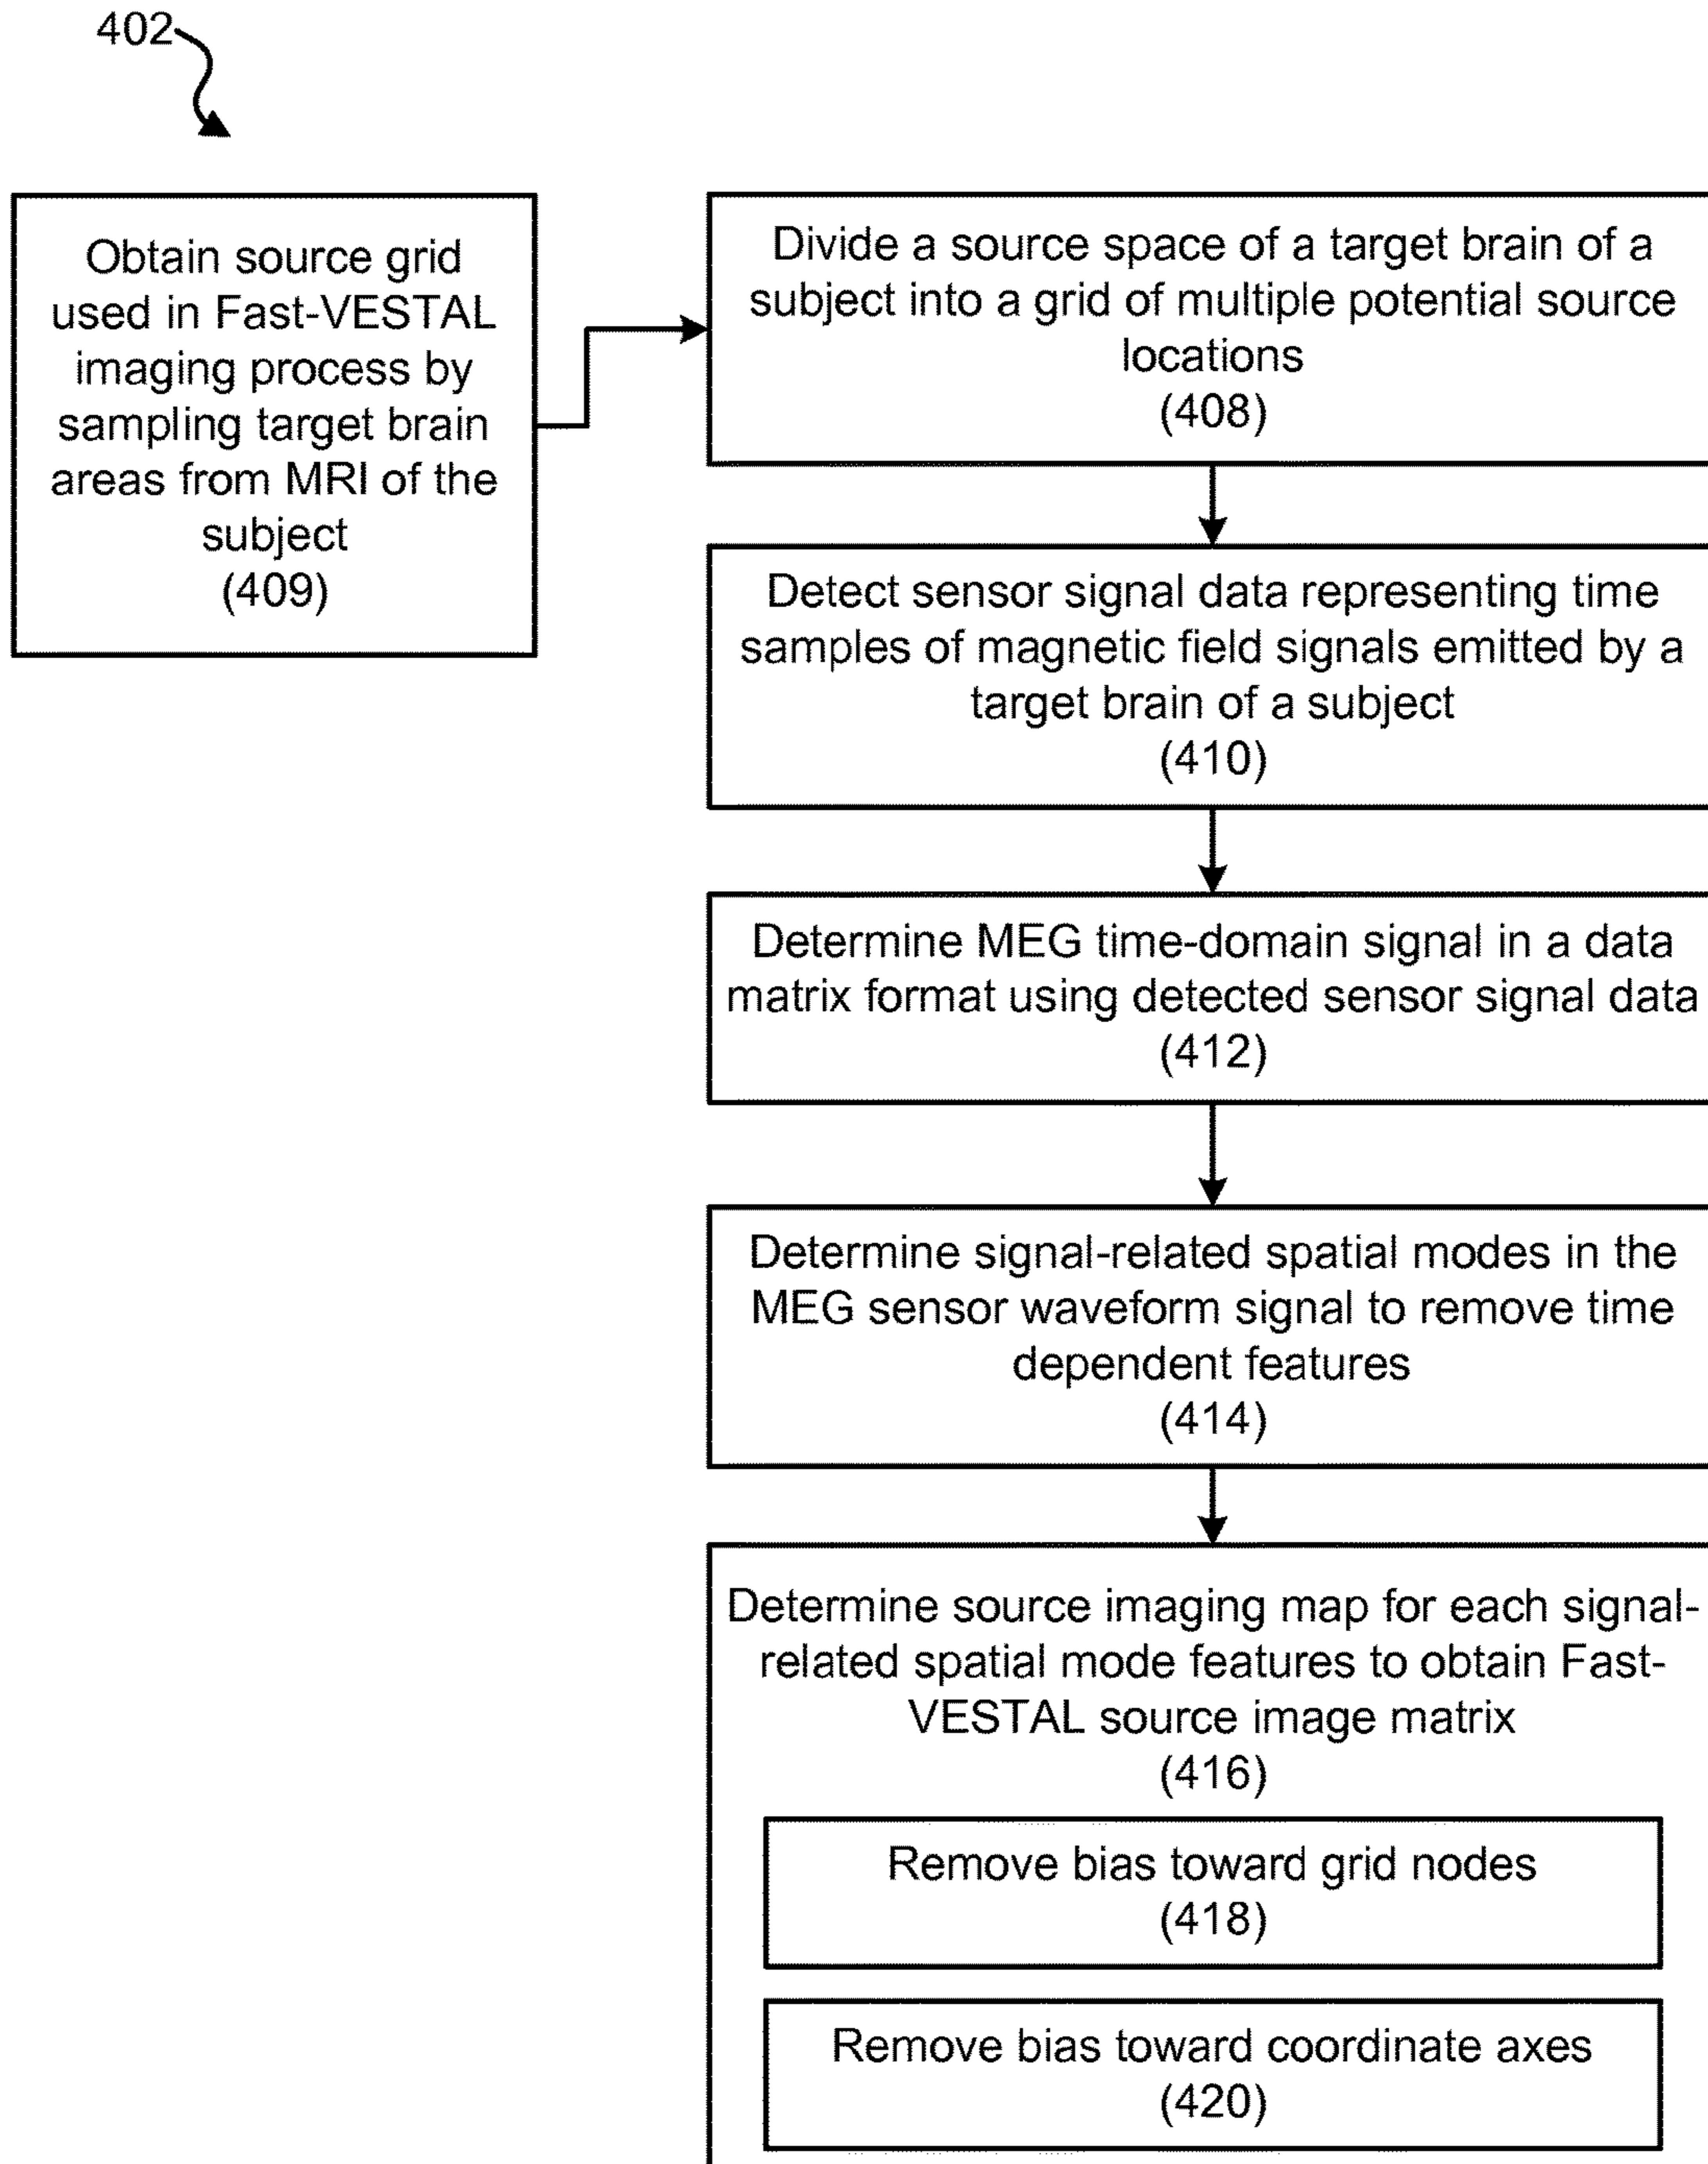 402
Obtain source grid
used in Fast-VESTAL
imaging process by
sampling target brain
areas from MRI of the
subject
(409)
Divide a source space of a target brain of a
subject into a grid of multiple potential source
locations
(408)
Detect sensor signal data representing time
samples of magnetic field signals emitted by a
target brain of a subject
(410)
Determine MEG time-domain signal in a data
matrix format using detected sensor signal data
(412)
Determine signal-related spatial modes in the
MEG sensor waveform signal to remove time
dependent features
(414)
Determine source imaging map for each signal-
related spatial mode features to obtain Fast-
VESTAL source image matrix
(416)
Remove bias toward grid nodes
(418)
Remove bias toward coordinate axes
(420)